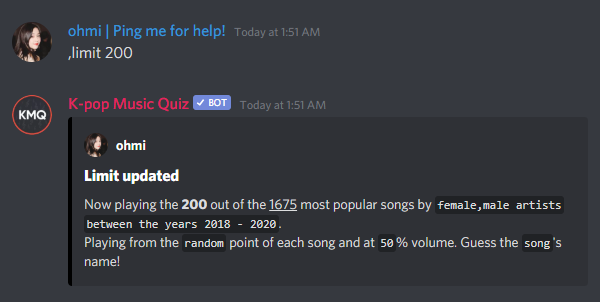 ohmi | Ping me for help! Today at 1:51 AM
,limit 200
KMQ
K-pop Music Quiz ✓ BOT Today at 1:51 AM
ohmi
Limit updated
Now playing the 200 out of the 1675 most popular songs by female,male artists
between the years 2018 - 2020.
Playing from the random point of each song and at 50% volume. Guess the song's
name!